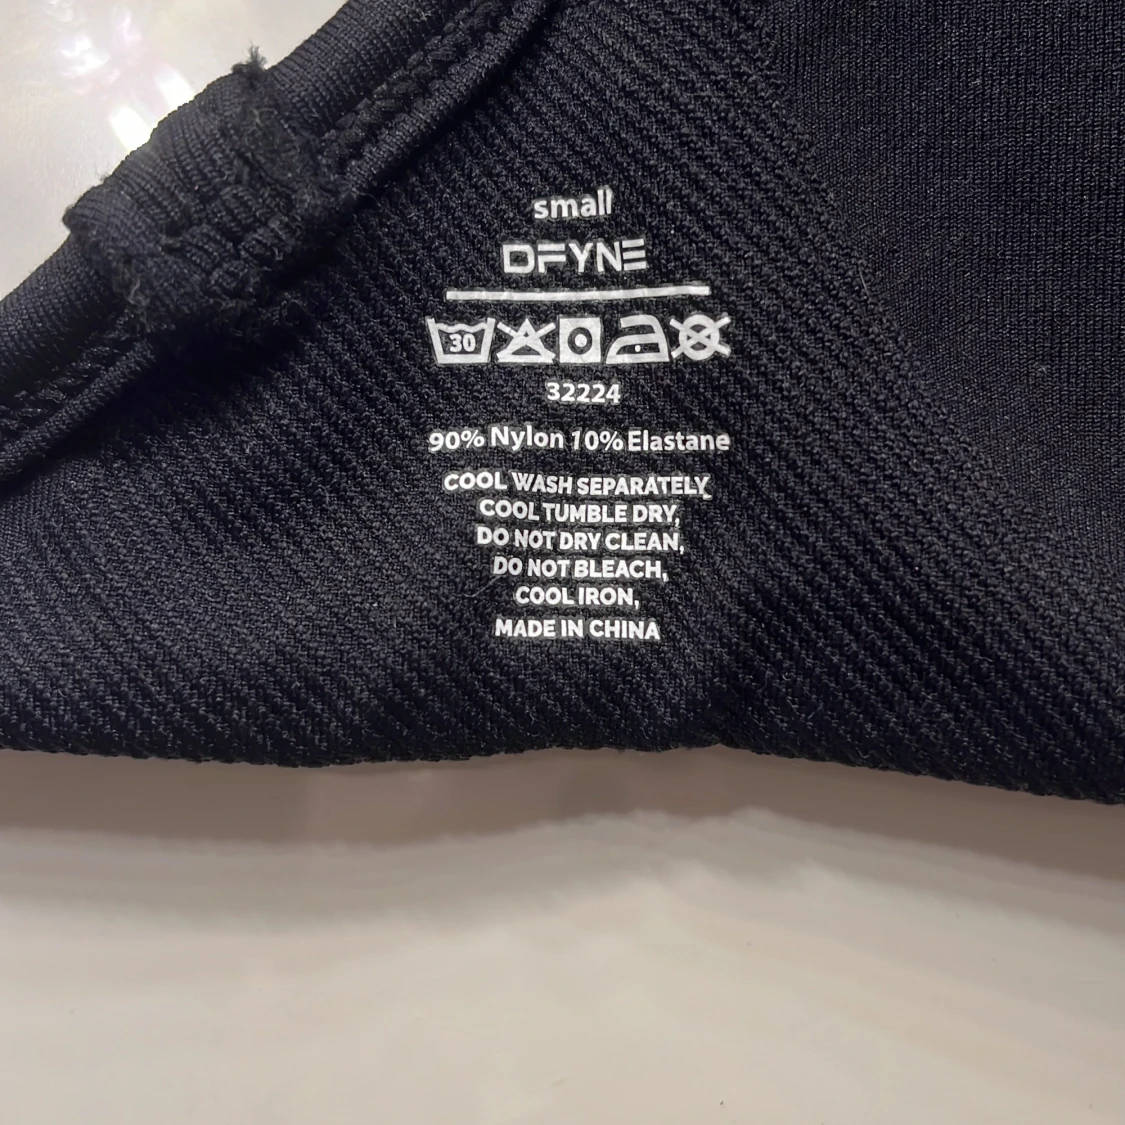 small
DFYNE
30
32224
90% Nylon 10% Elastane
COOL WASH SEPARATELY
COOL TUMBLE DRY,
DO NOT DRY CLEAN,
DO NOT BLEACH,
COOL IRON,
MADE IN CHINA